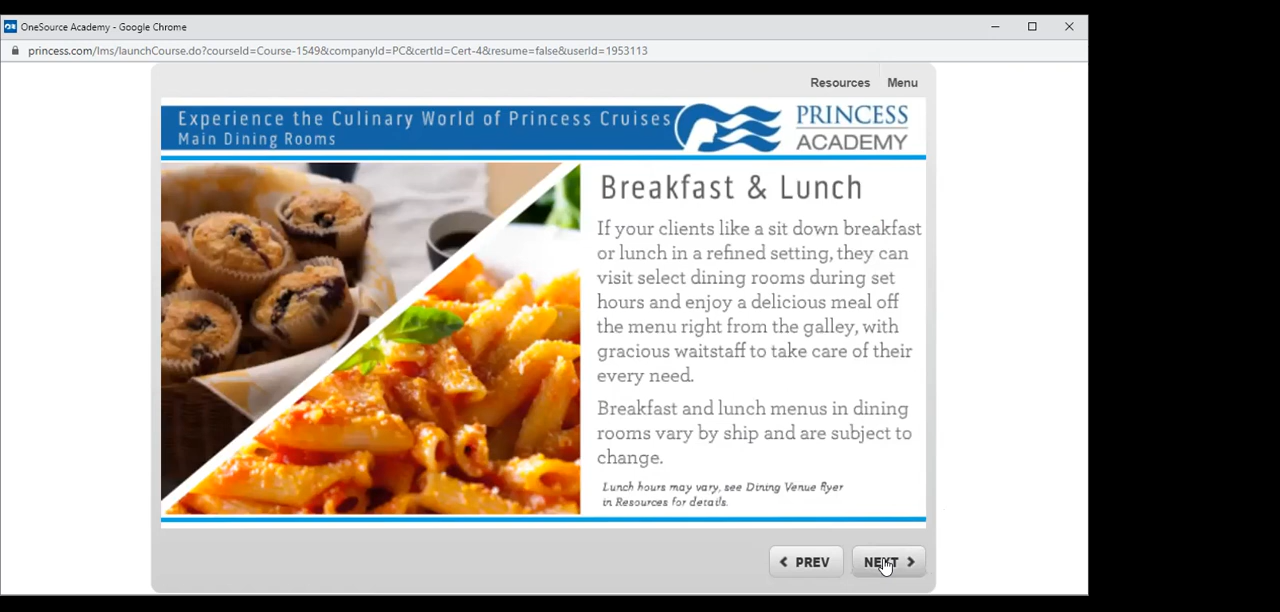 OneSource Academy - Google Chrome
princess.com/lms/launchCourse.do?courseId=Course-1549&companyId=PC&certId=Cert-4&resume=false&userId=1953113
Resources Menu
Experience the Culinary World of Princess Cruises
Main Dining Rooms
PRINCESS
ACADEMY
Breakfast & Lunch
If your clients like a sit down breakfast
or lunch in a refined setting, they can
visit select dining rooms during set
hours and enjoy a delicious meal off
the menu right from the galley, with
gracious waitstaff to take care of their
every need.
Breakfast and lunch menus in dining
rooms vary by ship and are subject to
change.
Lunch hours may vary, see Dining Venue flyer
in Resources for details.
PREV NEXT